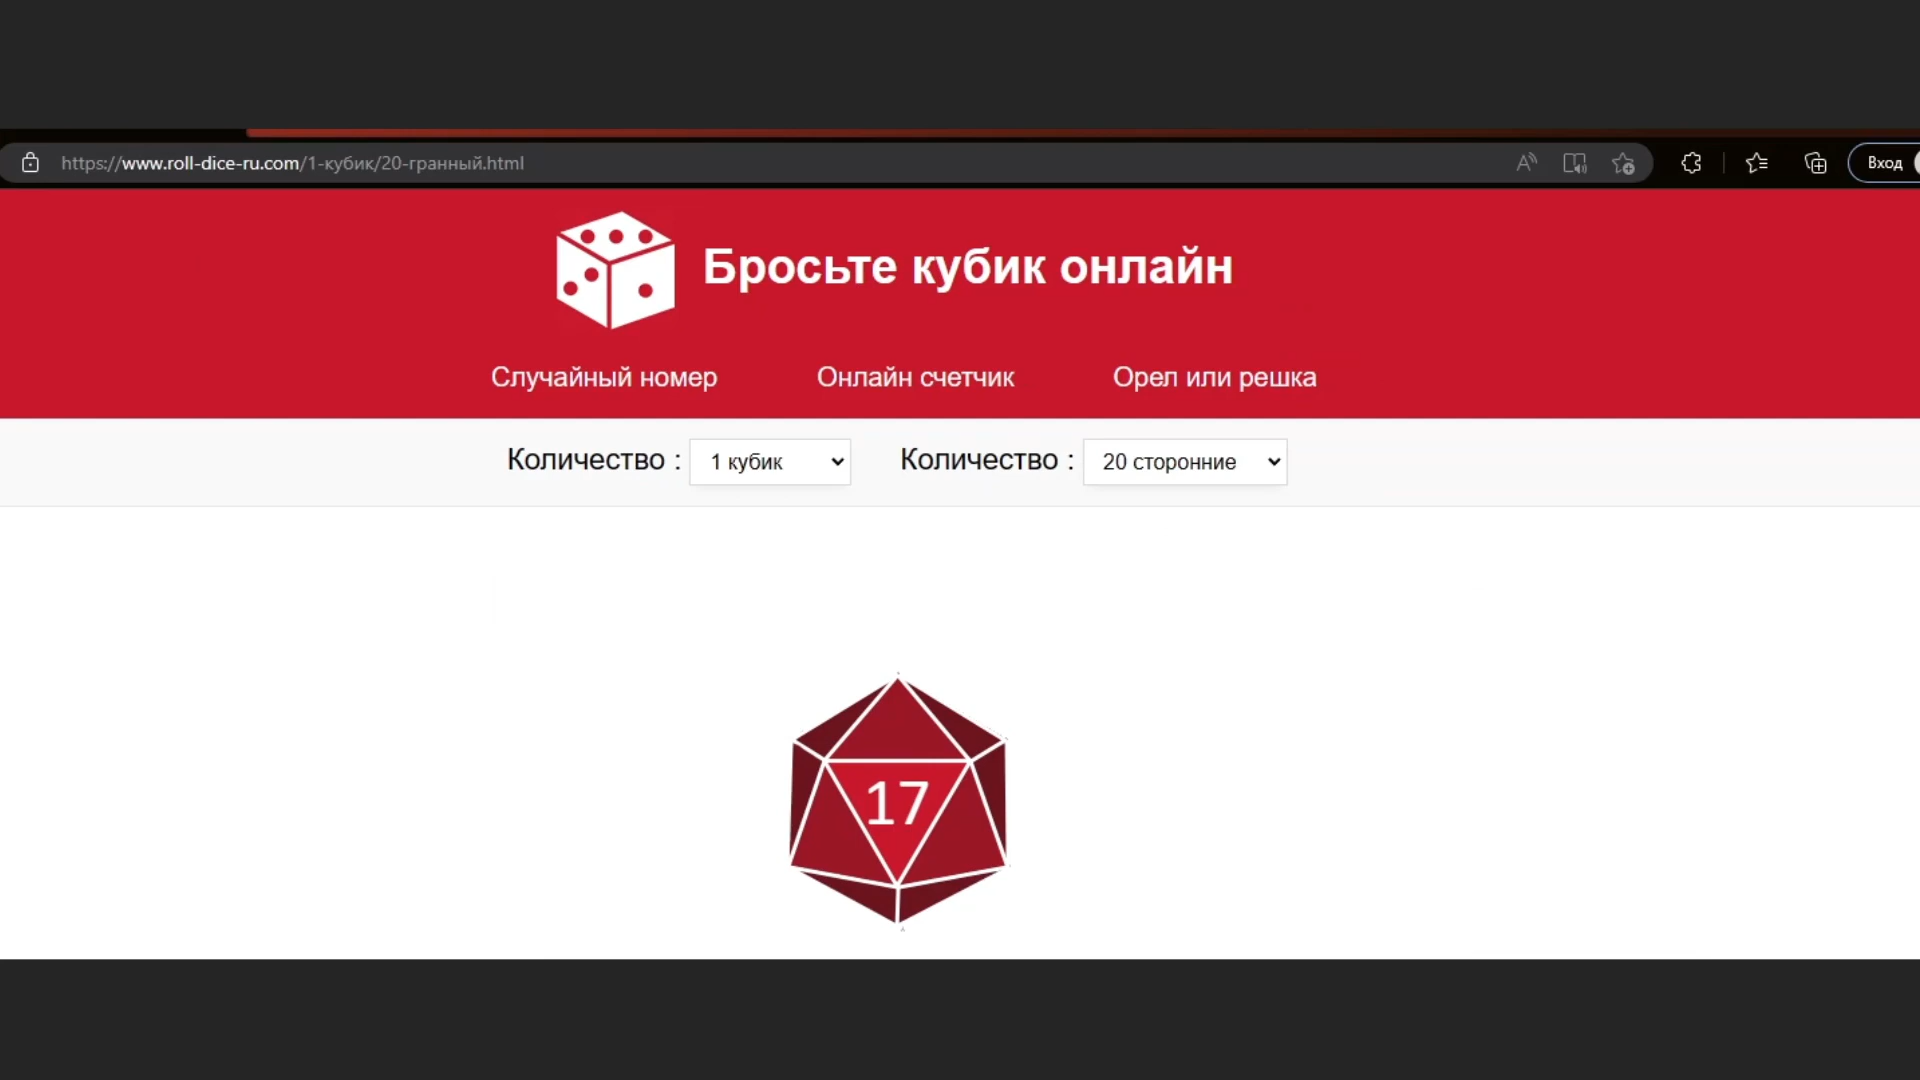 https://www.roll-dice-ru.com/1-кубик/20-гранный.html
Вход
Бросьте кубик онлайн
Случайный номер Онлайн счетчик Орел или решка
Количество : 1 кубик Количество : 20 сторонние
17